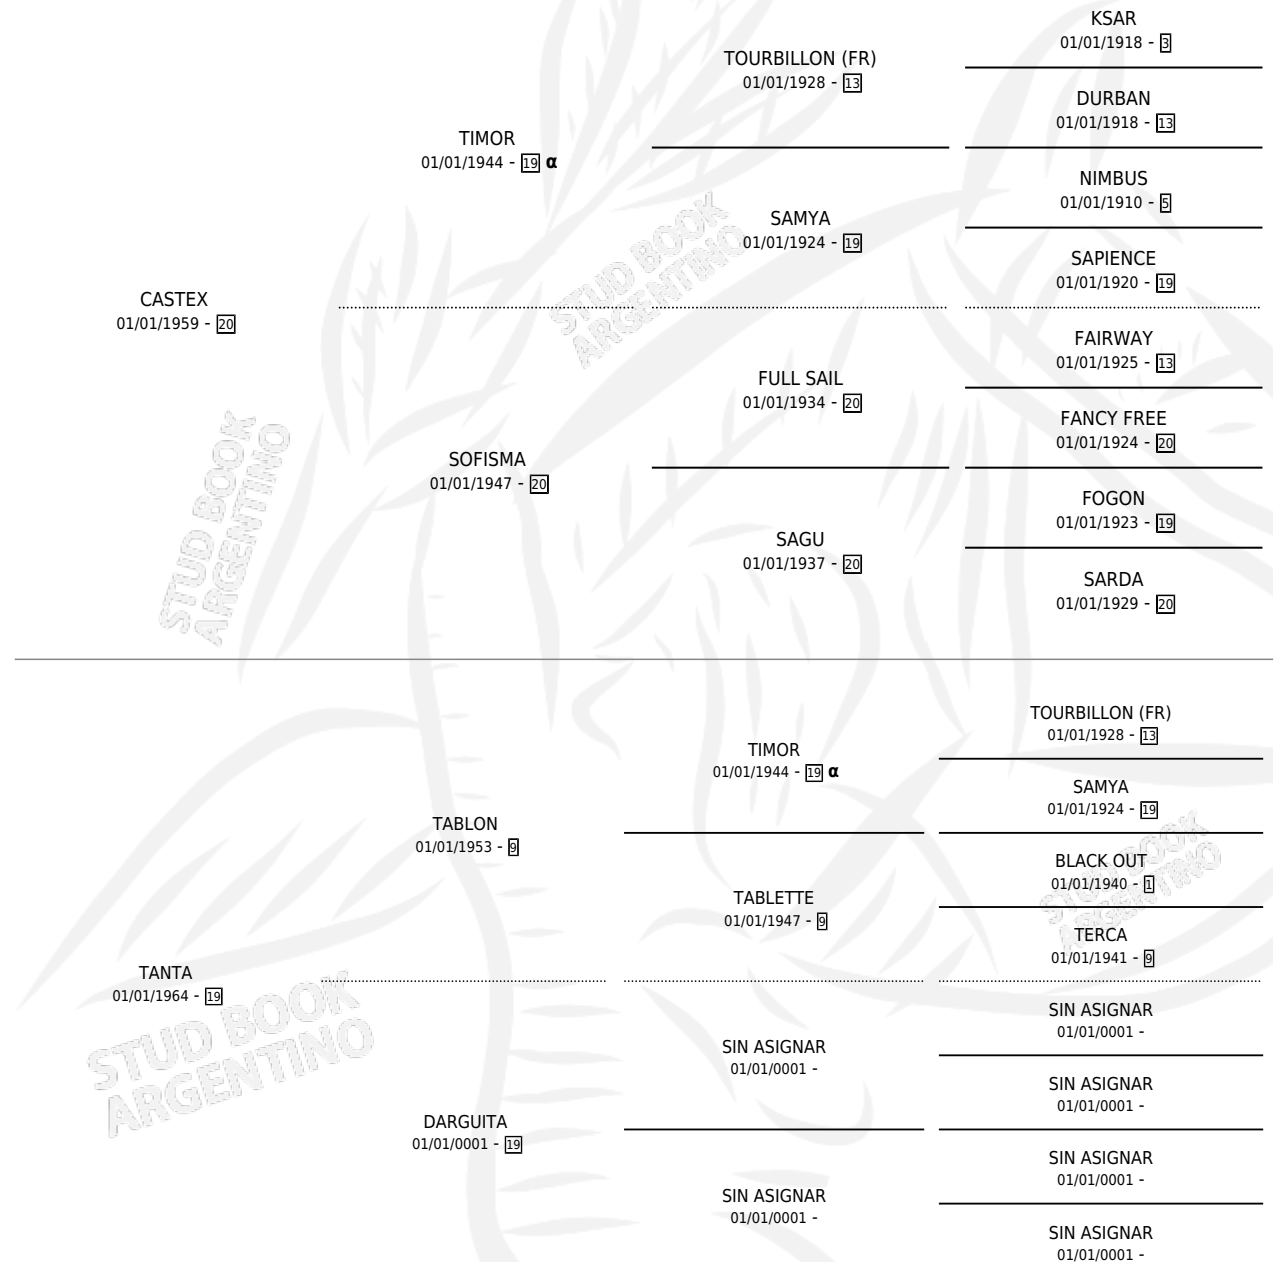 KSAR
01/01/1918 - 3
TOURBILLON (FR)
01/01/1928 - 13
DURBAN
01/01/1918 - 13
TIMOR
01/01/1944 - 19 α
NIMBUS
01/01/1910 - 5
SAMYA
01/01/1924 - 19
SAPIENCE
01/01/1920 - 19
CASTEX
01/01/1959 - 20
FAIRWAY
01/01/1925 - 13
FULL SAIL
01/01/1934 - 20
FANCY FREE
01/01/1924 - 20
SOFISMA
01/01/1947 - 20
FOGON
01/01/1923 - 19
SAGU
01/01/1937 - 20
SARDA
01/01/1929 - 20
TOURBILLON (FR)
01/01/1928 - 13
TIMOR
01/01/1944 - 19 α
SAMYA
01/01/1924 - 19
TABLON
01/01/1953 - 9
BLACK OUT
01/01/1940 - 1
TABLETTE
01/01/1947 - 9
TERCA
01/01/1941 - 9
TANTA
01/01/1964 - 19
SIN ASIGNAR
01/01/0001 -
SIN ASIGNAR
01/01/0001 -
SIN ASIGNAR
01/01/0001 -
DARGUITA
01/01/0001 - 19
SIN ASIGNAR
01/01/0001 -
SIN ASIGNAR
01/01/0001 -
SIN ASIGNAR
01/01/0001 -
STUD BOOK
ARGENTINO
STUD BOOK
ARGENTINO
STUD BOOK
ARGENTINO
STUD BOOK
ARGENTINO